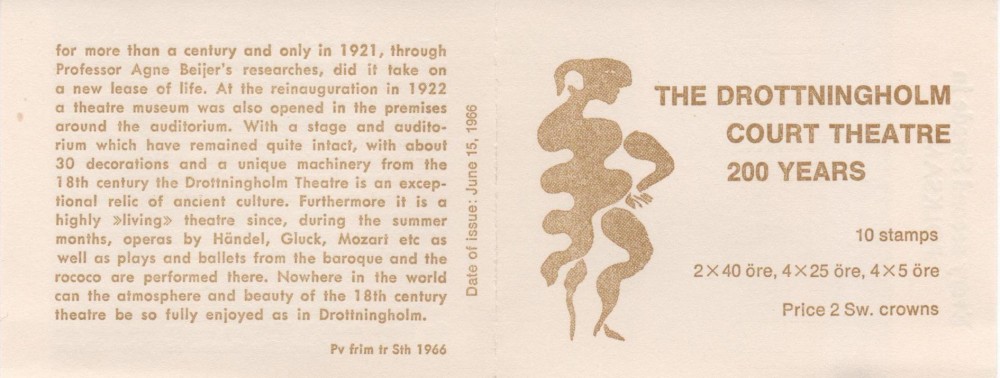 for more than a century and only in 1921, through
Professor Agne Beijer's researches, did it take on
a new lease of life. At the reinauguration in 1922
a theatre museum was also opened in the premises
around the auditorium. With a stage and audito-
rium which have remained quite intact, with about
30 decorations and a unique machinery from the
18th century the Drottningholm Theatre is an excep-
tional relic of ancient culture. Furthermore it is a
highly »living» theatre since, during the summer
months, operas by Händel, Gluck, Mozart etc as
well as plays and ballets from the baroque and the
rococo are performed there. Nowhere in the world
can the atmosphere and beauty of the 18th century
theatre be so fully enjoyed as in Drottningholm.
Pv frim tr Sth 1966
Date of issue: June 15, 1966
THE DROTTNINGHOLM
COURT THEATRE
200 YEARS
10 stamps
2×40 öre, 4×25 öre, 4×5 öre
Price 2 Sw. crowns